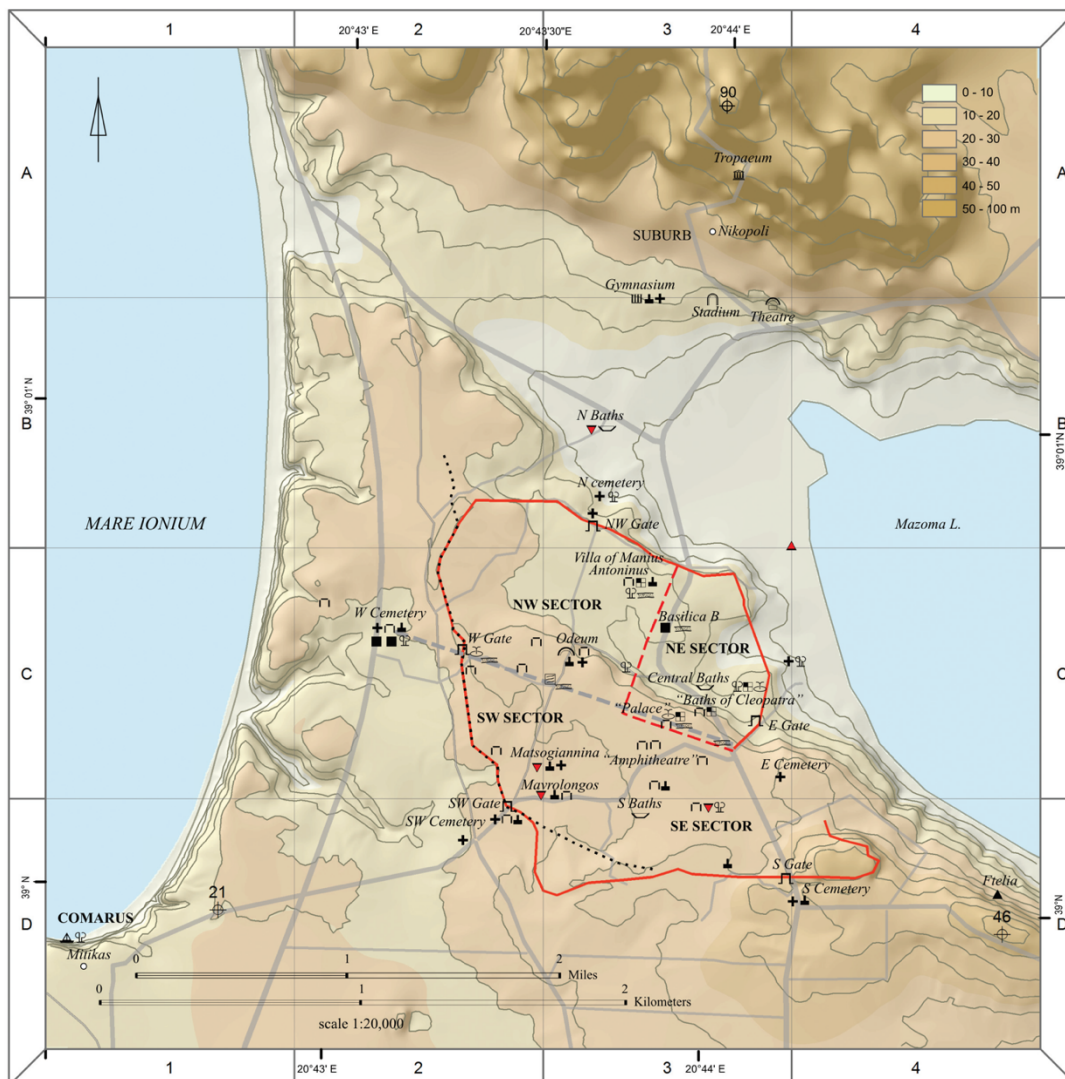 1 2 3 4
20°43' E 20°43'30" E 20°44' E
A
B
C
D
A
B
C
D
0 - 10
10 - 20
20 - 30
30 - 40
40 - 50
50 - 100 m
90
Tropaeum
SUBURB
Nikopoli
Gymnasium
Stadium
Theatre
39° 01' N
39°01' N
N Baths
N cemetery
NW Gate
MARE IONIUM
Mazoma L.
Villa of Manius
Antoninus
NW SECTOR
W Cemetery
W Gate
Odeum
Basilica B
NE SECTOR
Central Baths
"Baths of Cleopatra"
"Palace"
E Gate
SW SECTOR
Matsogiannina
"Amphitheatre"
E Cemetery
Mavrolongos
SW Gate
S Baths
SW Cemetery
SE SECTOR
S Gate
S Cemetery
Ftelia
39° N
39°N
21
46
COMARUS
Mitikas
0 1 2
Miles
0 1 2
Kilometers
scale 1:20,000
20°43' E 20°44' E
1 2 3 4